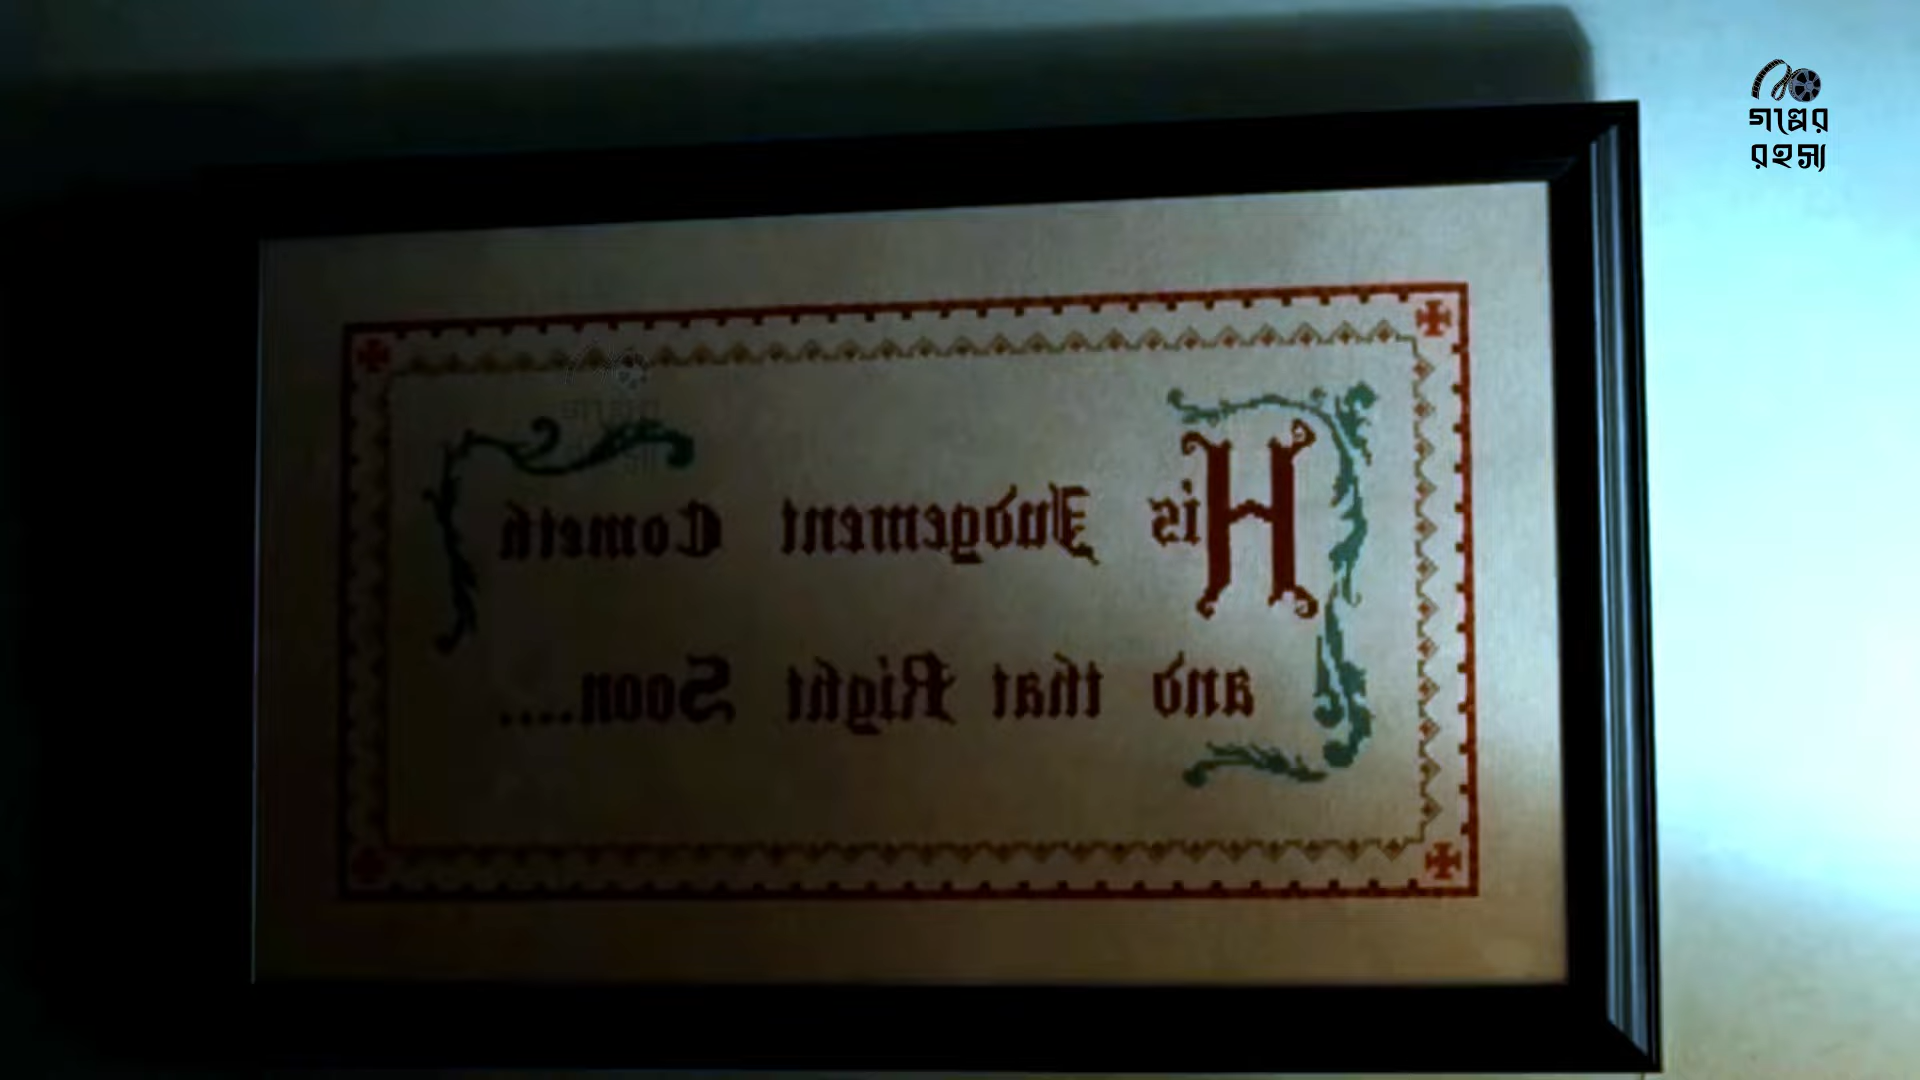 His Judgement Cometh
and that Right Soon....
গল্পের
রহস্য